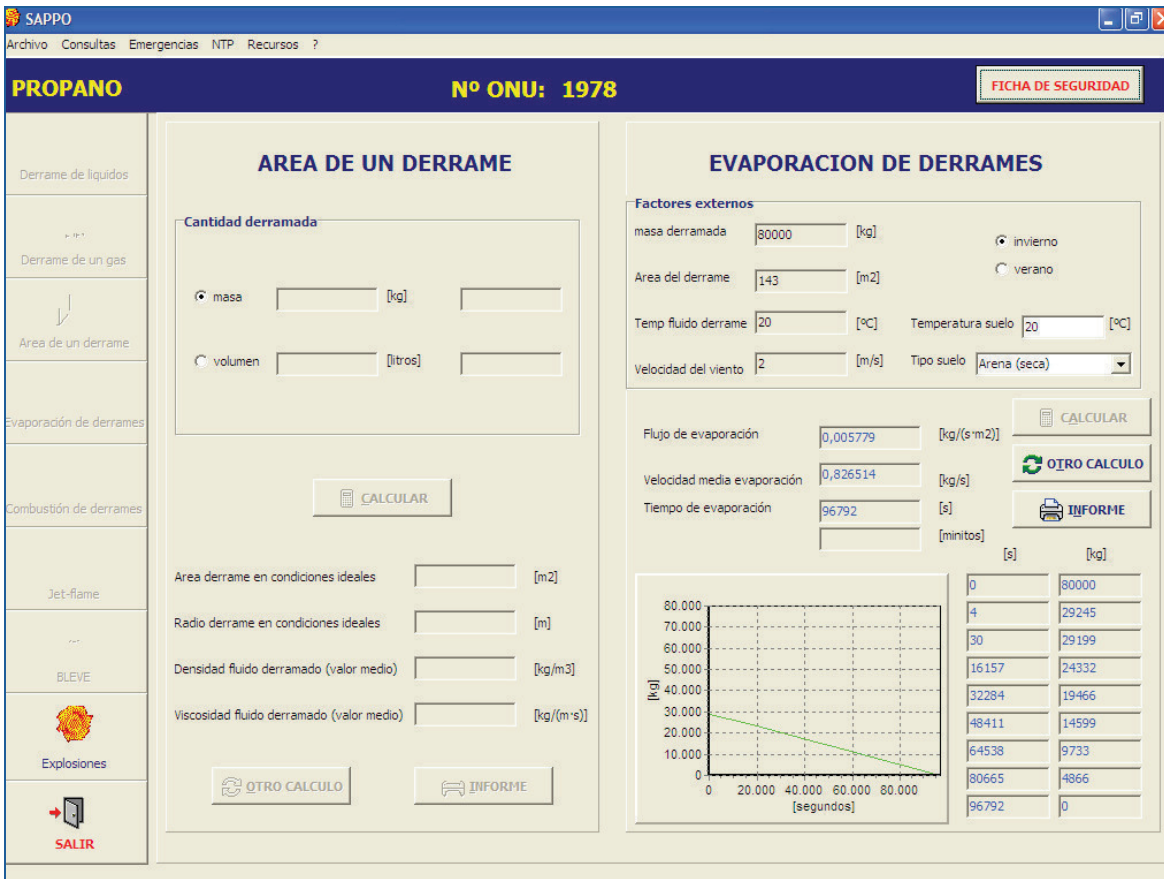 SAPPO
Archivo Consultas Emergencias NTP Recursos ?
PROPANO
Nº ONU: 1978
FICHA DE SEGURIDAD
Derrame de liquidos
Derrame de un gas
Area de un derrame
Evaporación de derrames
Combustión de derrames
Jet-flame
BLEVE
Explosiones
SALIR
AREA DE UN DERRAME
Cantidad derramada
masa [kg]
volumen [litros]
CALCULAR
Area derrame en condiciones ideales [m2]
Radio derrame en condiciones ideales [m]
Densidad fluido derramado (valor medio) [kg/m3]
Viscosidad fluido derramado (valor medio) [kg/(m·s)]
OTRO CALCULO INFORME
EVAPORACION DE DERRAMES
Factores externos
masa derramada 80000 [kg] invierno
verano
Area del derrame 143 [m2]
Temp fluido derrame 20 [ºC] Temperatura suelo 20 [ºC]
Velocidad del viento 2 [m/s] Tipo suelo Arena (seca)
CALCULAR
Flujo de evaporación 0,005779 [kg/(s·m2)]
OTRO CALCULO
Velocidad media evaporación 0,826514 [kg/s]
Tiempo de evaporación 96792 [s]
INFORME
[minitos]
[s] [kg]
0 80000
4 29245
30 29199
16157 24332
32284 19466
48411 14599
64538 9733
80665 4866
96792 0
80.000
70.000
60.000
50.000
40.000
30.000
20.000
10.000
0
[kg]
0 20.000 40.000 60.000 80.000
[segundos]